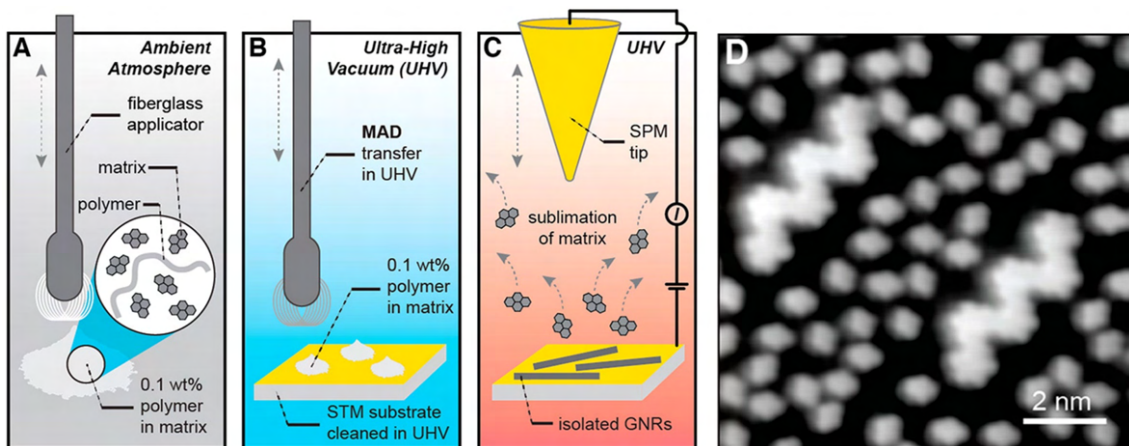 A
Ambient
Atmosphere
fiberglass
applicator
matrix
polymer
0.1 wt%
polymer
in matrix
B
Ultra-High
Vacuum (UHV)
MAD
transfer
in UHV
0.1 wt%
polymer
in matrix
STM substrate
cleaned in UHV
C
UHV
SPM
tip
sublimation
of matrix
I
isolated GNRs
D
2 nm